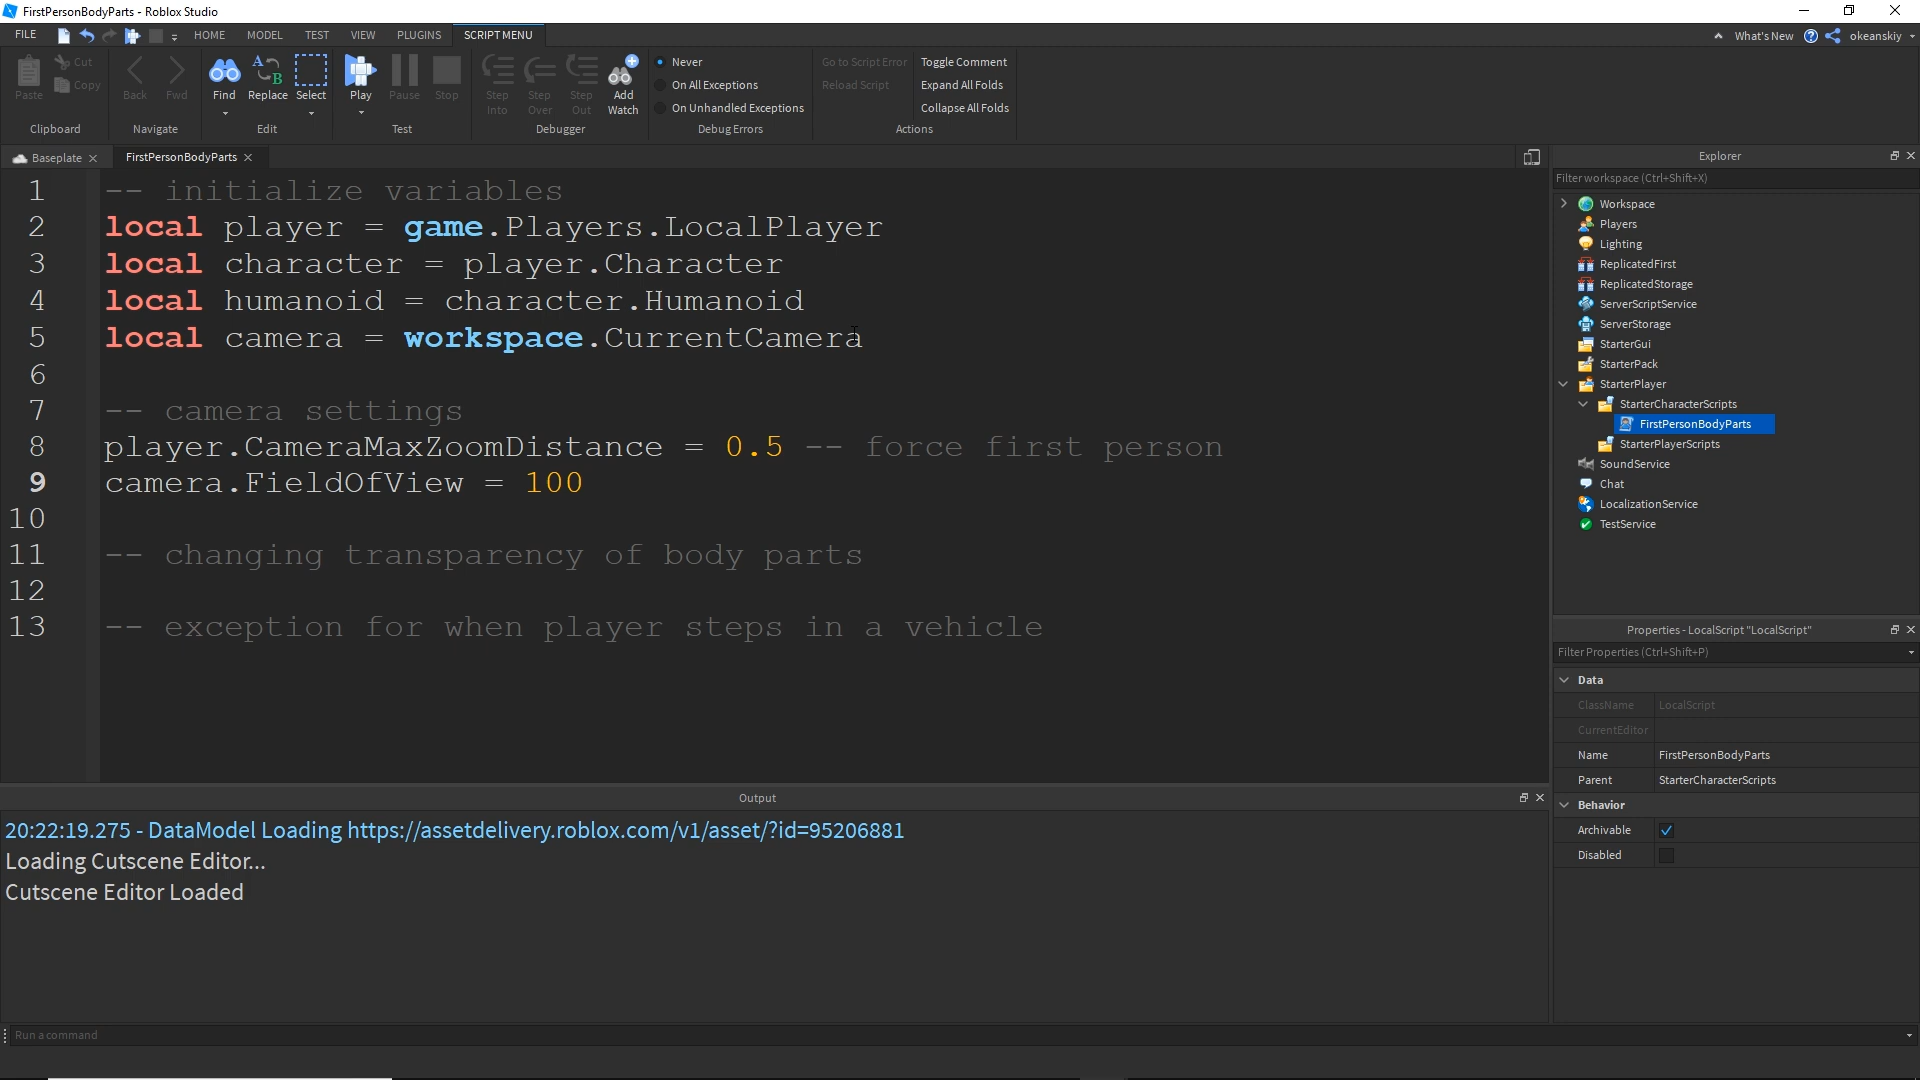 FirstPersonBodyParts - Roblox Studio
FILE HOME MODEL TEST VIEW PLUGINS SCRIPT MENU What's New okeanskiy
Paste Cut Copy
Clipboard
Back Fwd
Navigate
Find Replace Select
Edit
Play Pause Stop
Test
Step Into Step Over Step Out Add Watch
Debugger
Never
On All Exceptions
On Unhandled Exceptions
Debug Errors
Go to Script Error
Reload Script
Toggle Comment
Expand All Folds
Collapse All Folds
Actions
Baseplate FirstPersonBodyParts
1 -- initialize variables
2 local player = game.Players.LocalPlayer
3 local character = player.Character
4 local humanoid = character.Humanoid
5 local camera = workspace.CurrentCamera
6
7 -- camera settings
8 player.CameraMaxZoomDistance = 0.5 -- force first person
9 camera.FieldOfView = 100
10
11 -- changing transparency of body parts
12
13 -- exception for when player steps in a vehicle
Output
20:22:19.275 - DataModel Loading https://assetdelivery.roblox.com/v1/asset/?id=95206881
Loading Cutscene Editor...
Cutscene Editor Loaded
Run a command
Explorer
Filter workspace (Ctrl+Shift+X)
Workspace
Players
Lighting
ReplicatedFirst
ReplicatedStorage
ServerScriptService
ServerStorage
StarterGui
StarterPack
StarterPlayer
StarterCharacterScripts
FirstPersonBodyParts
StarterPlayerScripts
SoundService
Chat
LocalizationService
TestService
Properties - LocalScript "LocalScript"
Filter Properties (Ctrl+Shift+P)
Data
ClassName LocalScript
CurrentEditor
Name FirstPersonBodyParts
Parent StarterCharacterScripts
Behavior
Archivable
Disabled